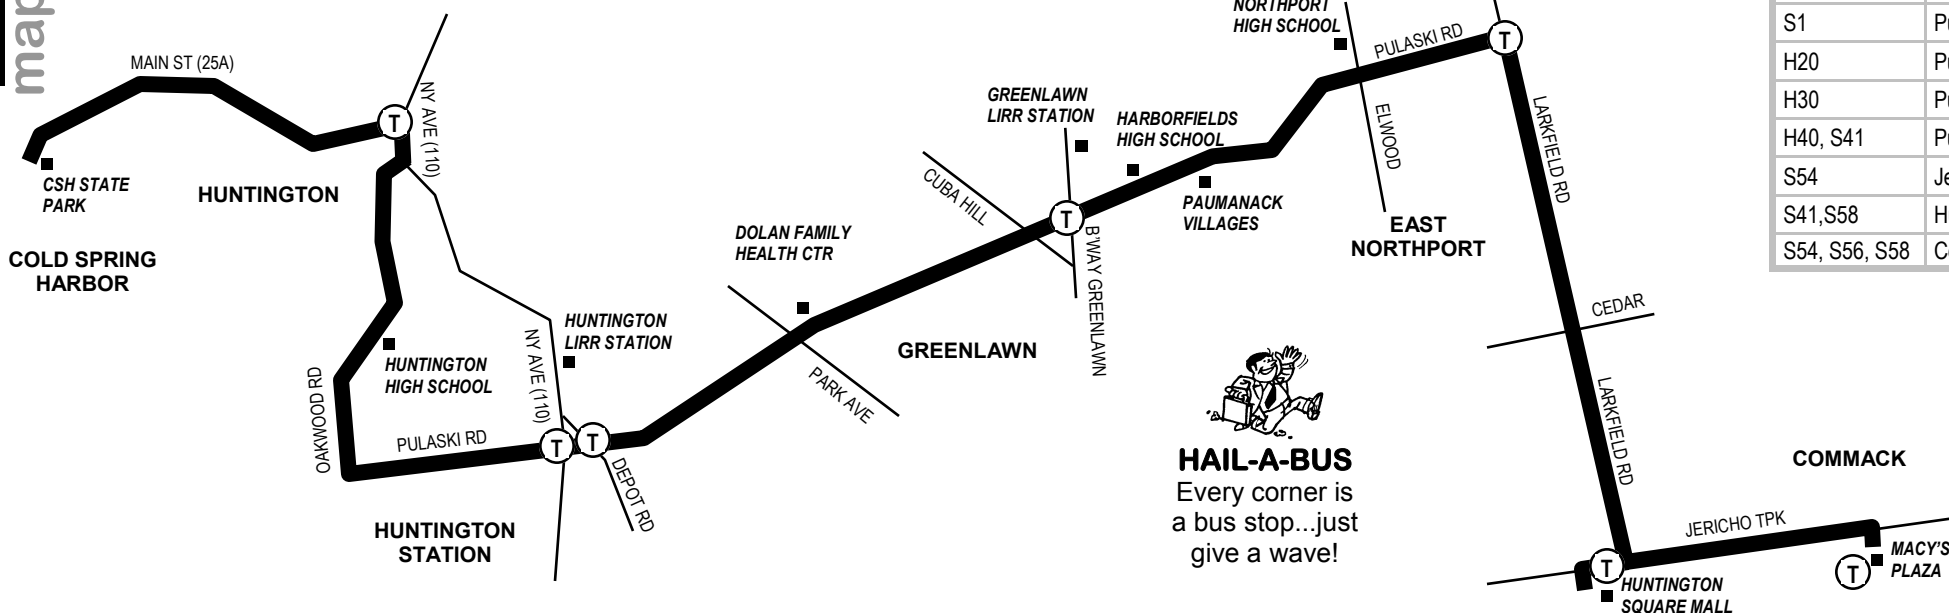 map
MAIN ST (25A)
NY AVE (110)
CSH STATE
PARK
HUNTINGTON
COLD SPRING
HARBOR
HUNTINGTON
HIGH SCHOOL
OAKWOOD RD
PULASKI RD
NY AVE (110)
HUNTINGTON
LIRR STATION
T
T
T
DEPOT RD
HUNTINGTON
STATION
DOLAN FAMILY
HEALTH CTR
PARK AVE
GREENLAWN
CUBA HILL
GREENLAWN
LIRR STATION
T
B'WAY GREENLAWN
HARBORFIELDS
HIGH SCHOOL
PAUMANACK
VILLAGES
NORTHPORT
HIGH SCHOOL
PULASKI RD
ELWOOD
EAST
NORTHPORT
T
LARKFIELD RD
CEDAR
LARKFIELD RD
HAIL-A-BUS
Every corner is
a bus stop...just
give a wave!
COMMACK
JERICHO TPK
T
HUNTINGTON
SQUARE MALL
T
MACY'S
PLAZA
S1
H20
H30
H40, S41
S54
S41,S58
S54, S56, S58